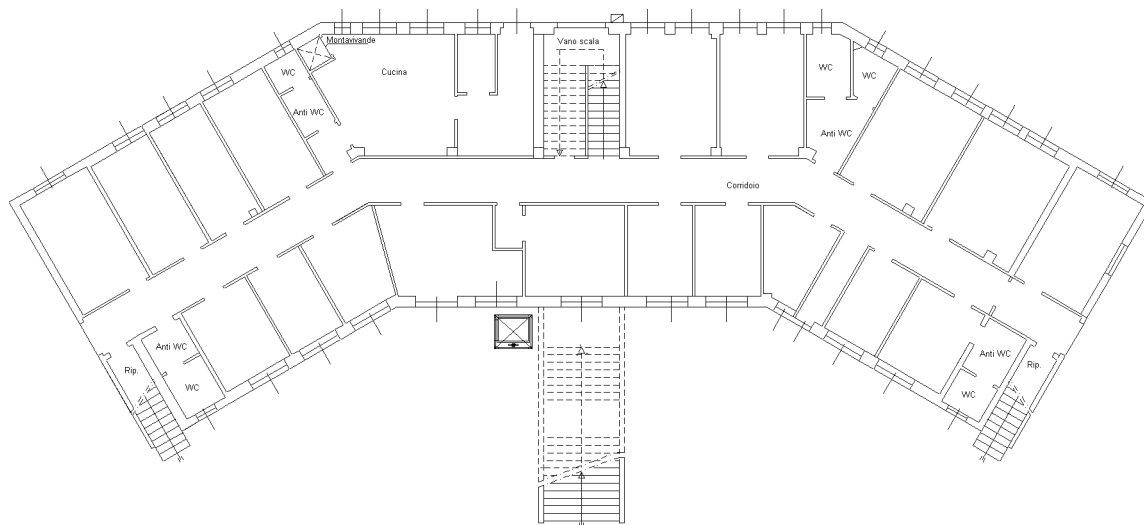 Montavivande
Vano scala
WC
Cucina
WC
WC
Anti WC
Anti WC
Corridoio
Anti WC
Rip.
WC
Anti WC
Rip.
WC